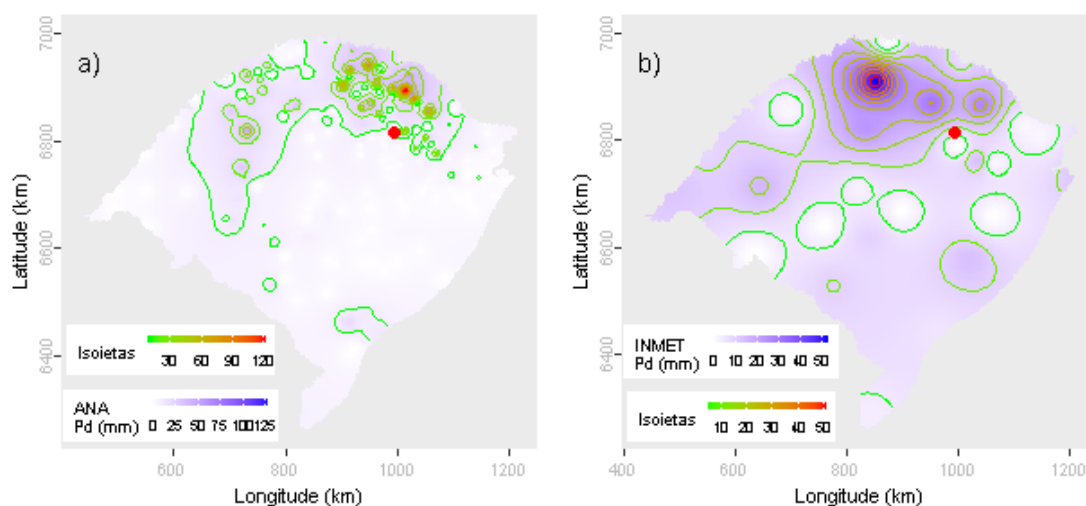 a)
7000
6800
6600
6400
Latitude (km)
Isoietas
30 60 90 120
ANA
Pd (mm) 0 25 50 75 100 125
600 800 1000 1200
Longitude (km)
b)
7000
6800
6600
6400
Latitude (km)
INMET
Pd (mm) 0 10 20 30 40 50
Isoietas
10 20 30 40 50
400 600 800 1000 1200
Longitude (km)